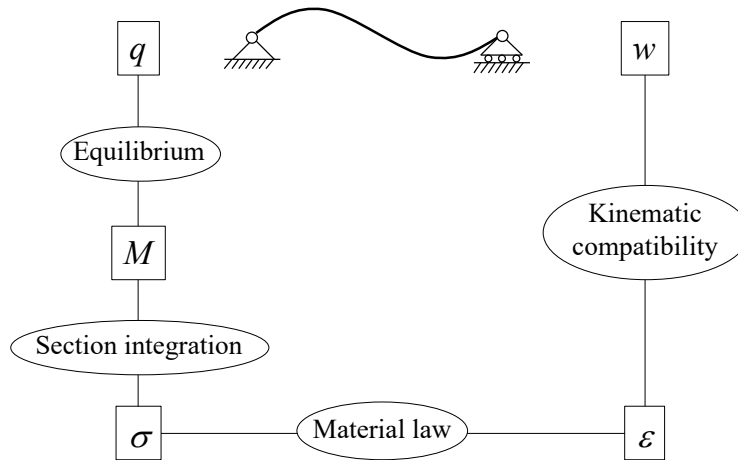 q
w
Equilibrium
Kinematic
compatibility
M
Section integration
σ
Material law
ε